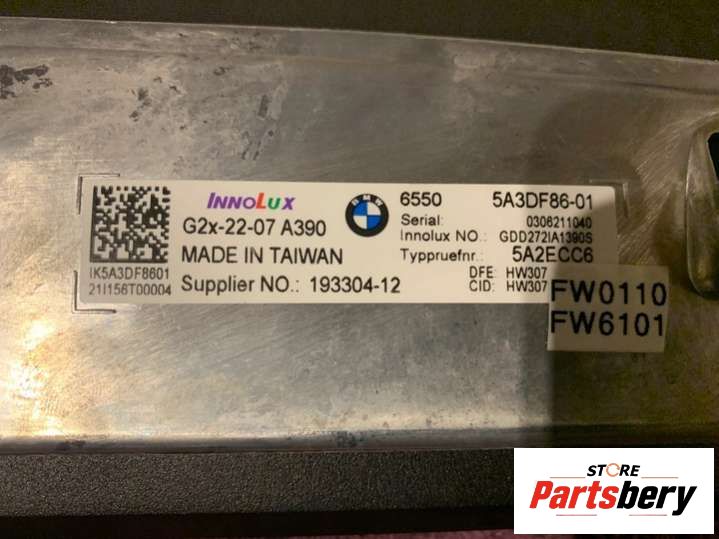 INNOLUX
BMW
6550 5A3DF86-01
G2x-22-07 A390
Serial: 0306211040
Innolux NO.: GDD272IA1390S
MADE IN TAIWAN
Typpruefnr.: 5A2ECC6
IK5A3DF8601
21I156T00004
Supplier NO.: 193304-12
DFE: HW307
CID: HW307
FW0110
FW6101
STORE
Partsbery